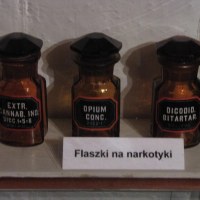 EXTR.
CANNAB. IND.
OPIUM
CONC.
DICODID.
BITARTAR.
Flaszki na narkotyki